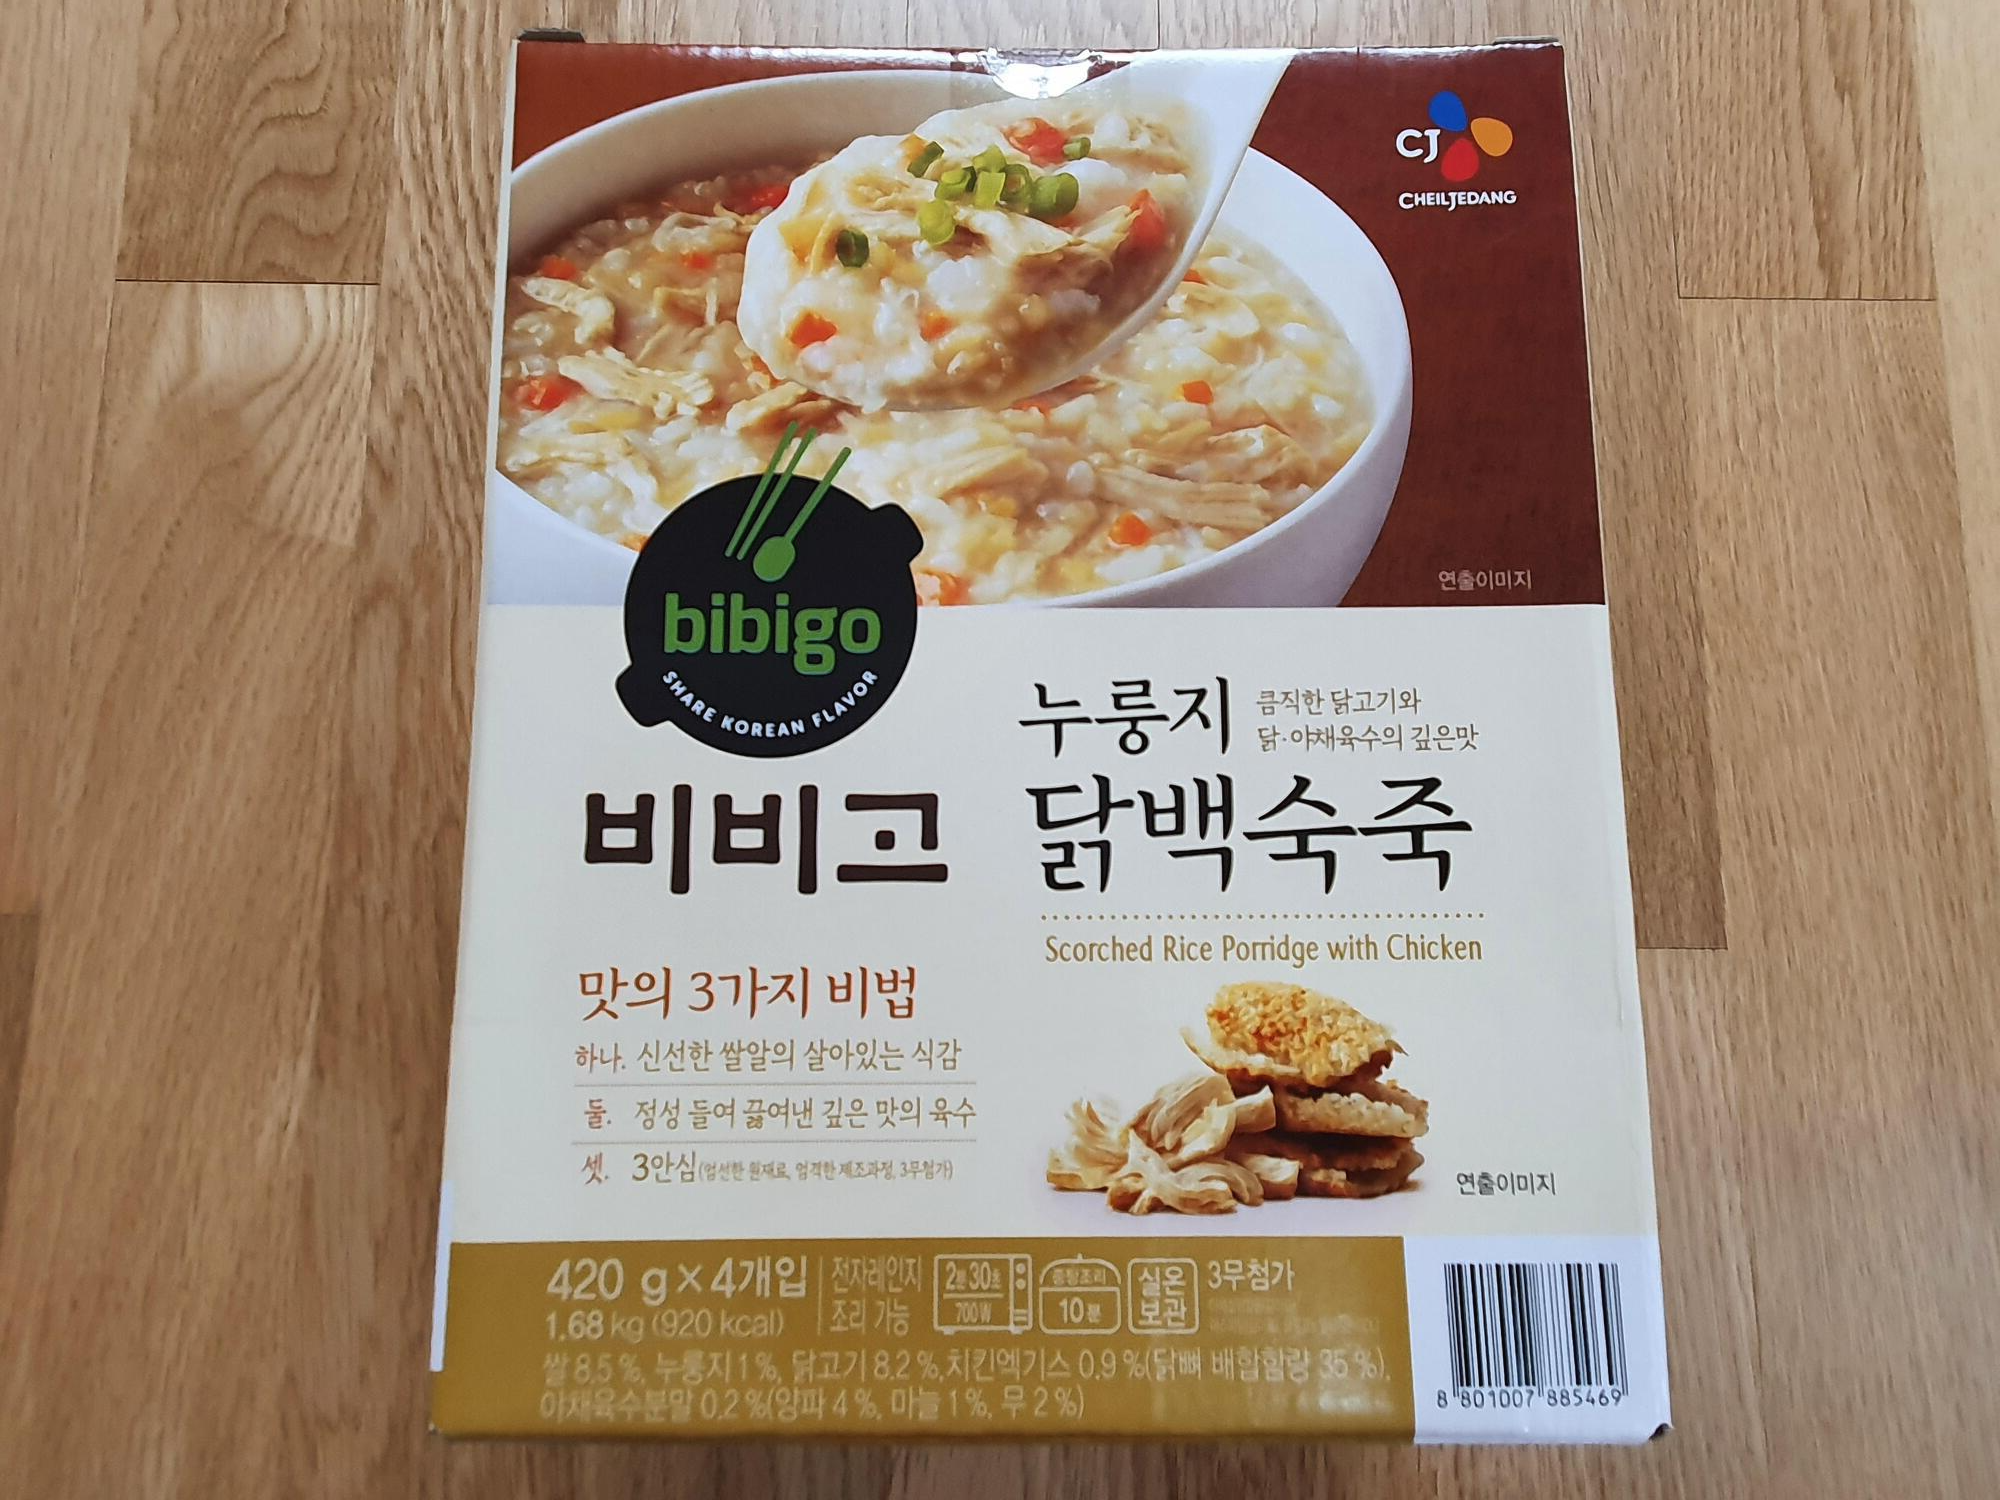 CJ
CHEILJEDANG
연출이미지
bibigo
SHARE KOREAN FLAVOR
비비고
누룽지
큼직한 닭고기와
닭·야채육수의 깊은맛
닭백숙죽
Scorched Rice Porridge with Chicken
맛의 3가지 비법
하나. 신선한 쌀알의 살아있는 식감
둘. 정성 들여 끓여낸 깊은 맛의 육수
셋. 3안심(엄선한 원재료, 엄격한 제조과정, 3무첨가)
연출이미지
420 g×4개입
1.68 kg (920 kcal)
전자레인지
조리 가능
2분30초
700W
중탕조리
10분
실온
보관
3무첨가
쌀 8.5 %, 누룽지 1 %, 닭고기 8.2 %, 치킨엑기스 0.9 %(닭뼈 배합함량 35 %),
야채육수분말 0.2 %(양파 4 %, 마늘 1 %, 무 2 %)
8 801007 885469